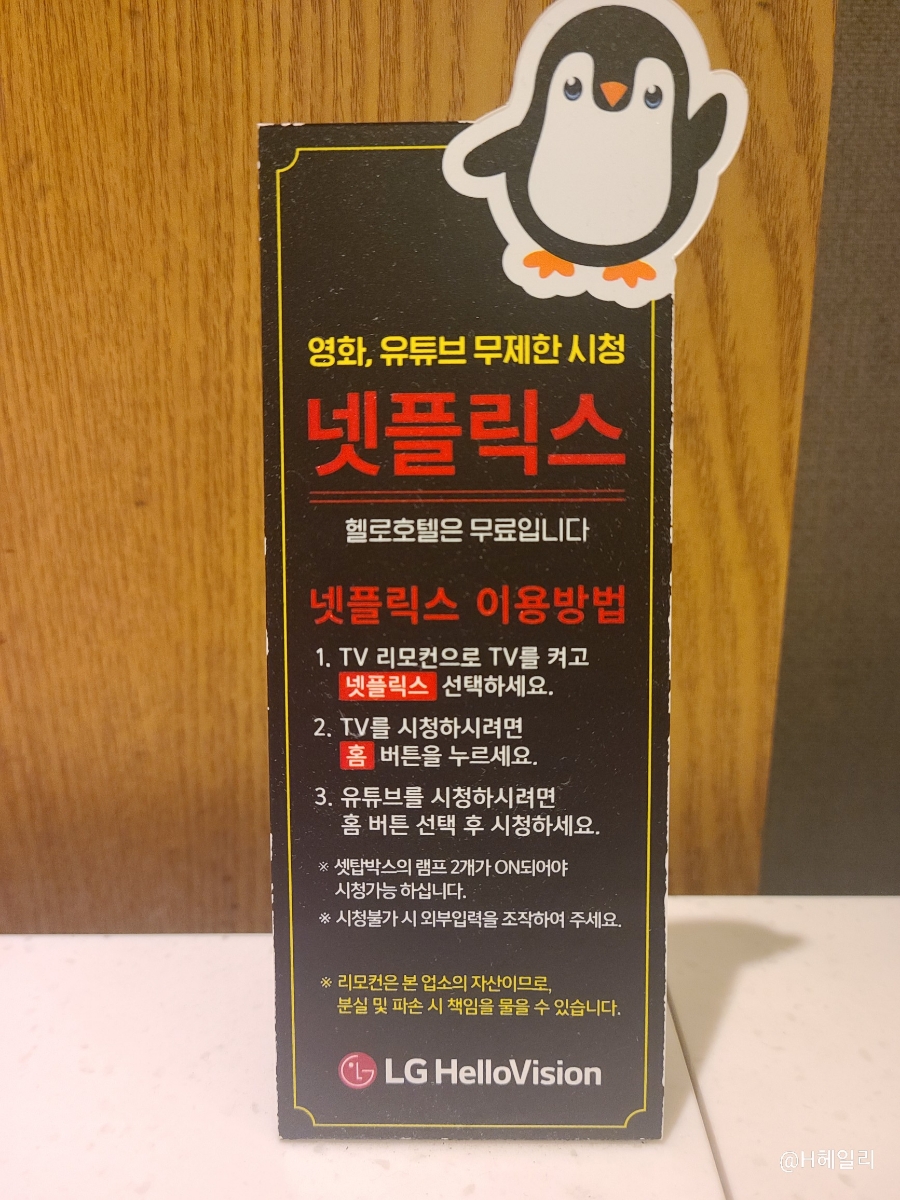 영화, 유튜브 무제한 시청
넷플릭스
헬로호텔은 무료입니다
넷플릭스 이용방법
1. TV 리모컨으로 TV를 켜고
넷플릭스 선택하세요.
2. TV를 시청하시려면
홈 버튼을 누르세요.
3. 유튜브를 시청하시려면
홈 버튼 선택 후 시청하세요.
※ 셋탑박스의 램프 2개가 ON되어야
시청가능 하십니다.
※ 시청불가 시 외부입력을 조작하여 주세요.
※ 리모컨은 본 업소의 자산이므로,
분실 및 파손 시 책임을 물을 수 있습니다.
LG HelloVision
@H헤일리